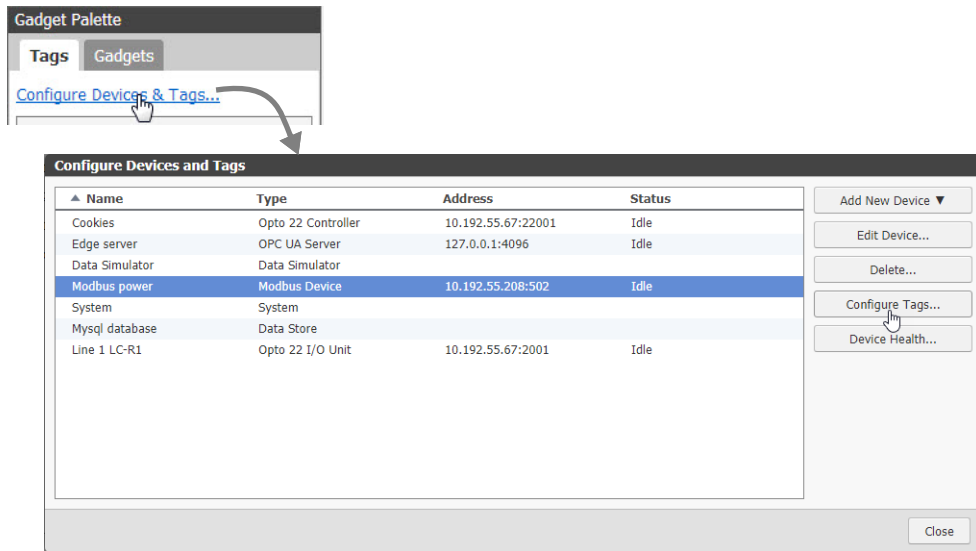 Gadget Palette
Tags Gadgets
Configure Devices & Tags...
Configure Devices and Tags
▲ Name Type Address Status
Cookies Opto 22 Controller 10.192.55.67:22001 Idle
Edge server OPC UA Server 127.0.0.1:4096 Idle
Data Simulator Data Simulator
Modbus power Modbus Device 10.192.55.208:502 Idle
System System
Mysql database Data Store
Line 1 LC-R1 Opto 22 I/O Unit 10.192.55.67:2001 Idle
Add New Device ▼
Edit Device...
Delete...
Configure Tags...
Device Health...
Close